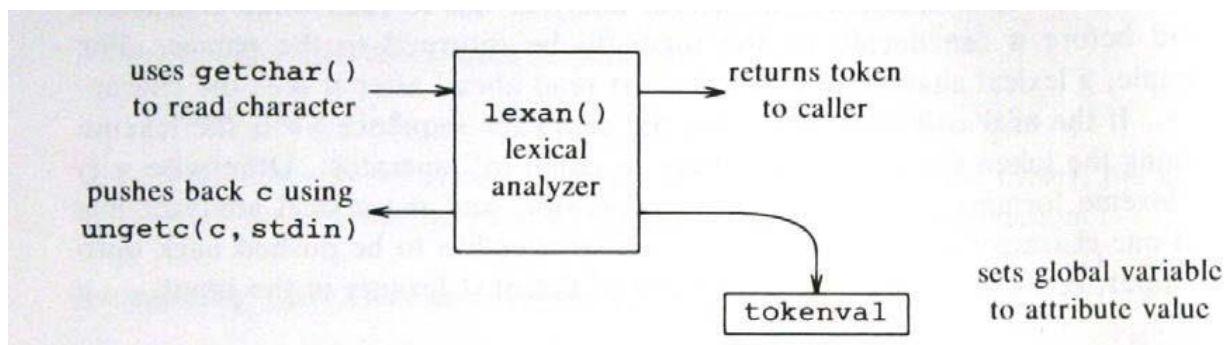 uses getchar()
to read character
pushes back c using
ungetc(c, stdin)
lexan()
lexical
analyzer
returns token
to caller
tokenval
sets global variable
to attribute value